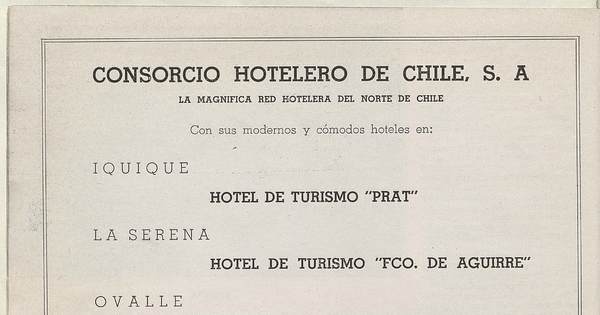 CONSORCIO HOTELERO DE CHILE, S. A
LA MAGNIFICA RED HOTELERA DEL NORTE DE CHILE
Con sus modernos y cómodos hoteles en:
IQUIQUE
HOTEL DE TURISMO "PRAT"
LA SERENA
HOTEL DE TURISMO "FCO. DE AGUIRRE"
OVALLE